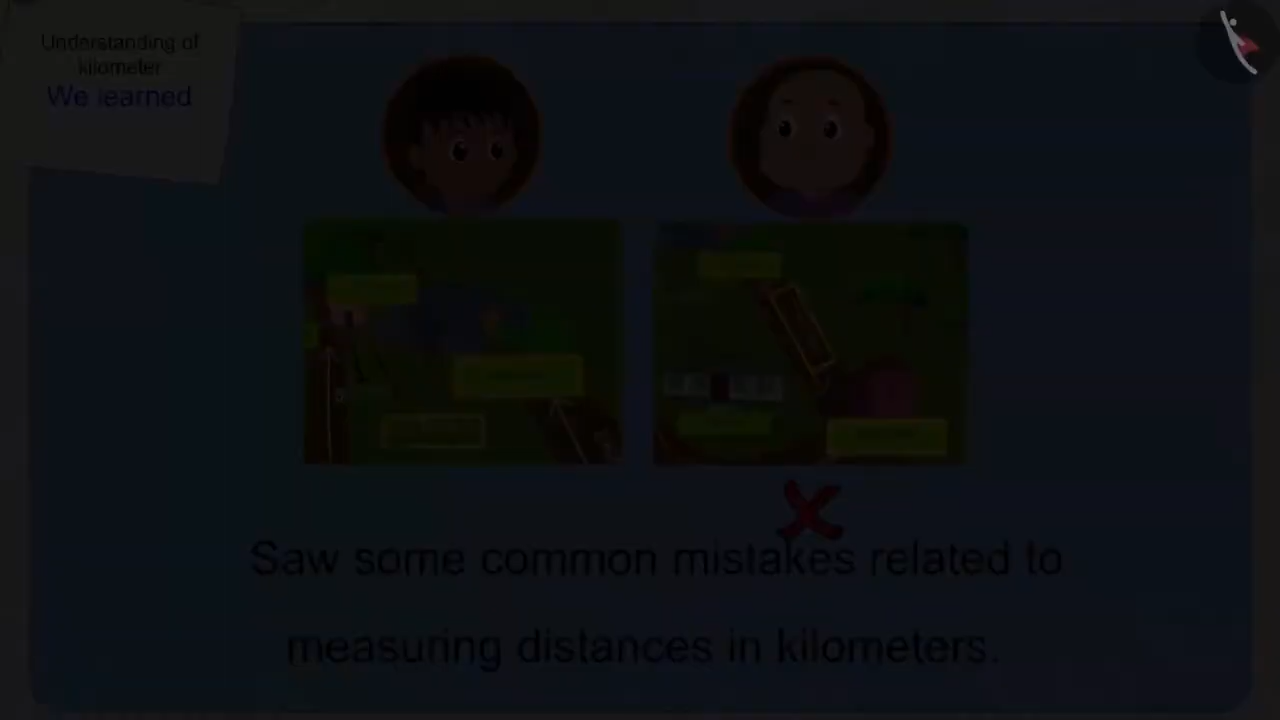 Understanding of
kilometer
We learned
Saw some common mistakes related to
measuring distances in kilometers.